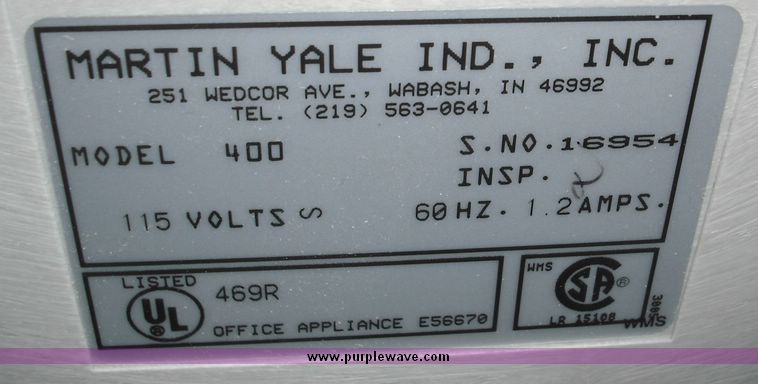 MARTIN YALE IND., INC.
251 WEDCOR AVE., WABASH, IN 46992
TEL. (219) 563-0641
MODEL 400 S.NO. 16954
INSP.
115 VOLTS 60 HZ. 1.2 AMPS.
LISTED
UL ®
469R
OFFICE APPLIANCE E56670
WMS
SA ®
LR 15108
WMS
www.purplewave.com